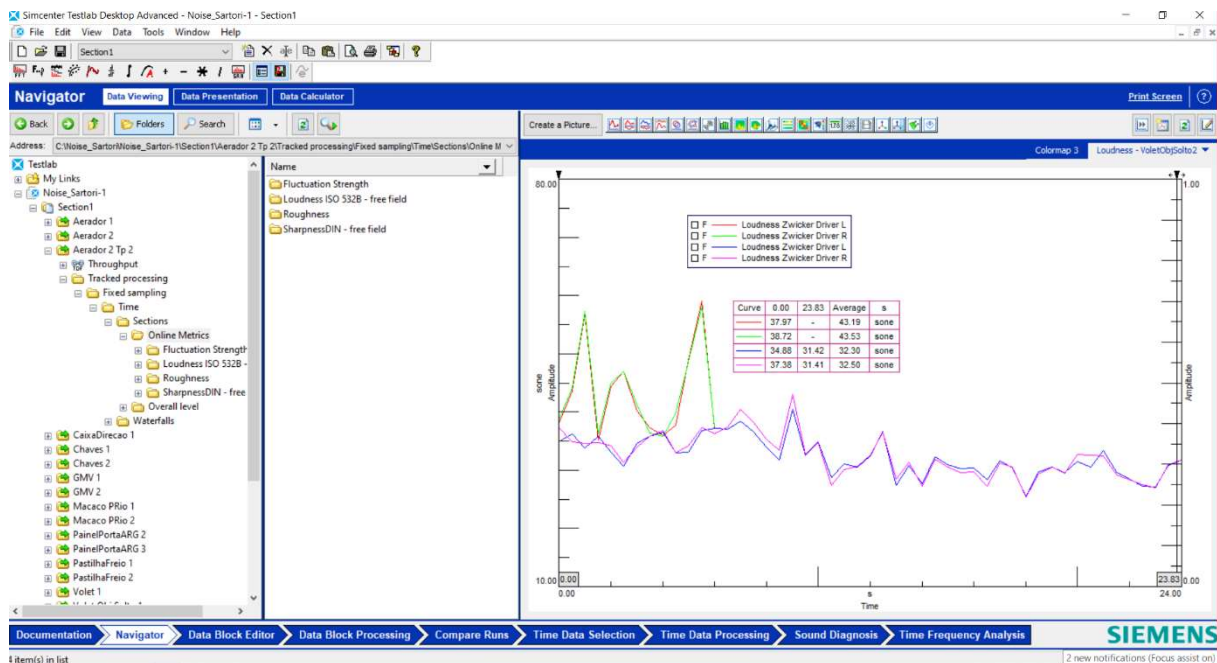 Simcenter Testlab Desktop Advanced - Noise_Sartori-1 - Section1
File Edit View Data Tools Window Help
Section1
Navigator Data Viewing Data Presentation Data Calculator Print Screen
Back Folders Search Create a Picture...
Address: C:\Noise_Sartori\Noise_Sartori-1\Section1\Aerador 2 Tp 2\Tracked processing\Fixed sampling\Time\Sections\Online M
Colormap 3 Loudness - VoletObjSolto2
Testlab
My Links
Noise_Sartori-1
Section1
Aerador 1
Aerador 2
Aerador 2 Tp 2
Throughput
Tracked processing
Fixed sampling
Time
Sections
Online Metrics
Fluctuation Strength
Loudness ISO 532B -
Roughness
SharpnessDIN - free
Overall level
Waterfalls
CaixaDirecao 1
Chaves 1
Chaves 2
GMV 1
GMV 2
Macaco PRio 1
Macaco PRio 2
PainelPortaARG 2
PainelPortaARG 3
PastilhaFreio 1
PastilhaFreio 2
Volet 1
Name
Fluctuation Strength
Loudness ISO 532B - free field
Roughness
SharpnessDIN - free field
80.00 1.00
F Loudness Zwicker Driver L
F Loudness Zwicker Driver R
F Loudness Zwicker Driver L
F Loudness Zwicker Driver R
Curve 0.00 23.83 Average s
37.97 - 43.19 sone
38.72 - 43.53 sone
34.88 31.42 32.30 sone
37.38 31.41 32.50 sone
sone
Amplitude
Amplitude
10.00 0.00 23.83 0.00
0.00 s 24.00
Time
Documentation Navigator Data Block Editor Data Block Processing Compare Runs Time Data Selection Time Data Processing Sound Diagnosis Time Frequency Analysis SIEMENS
item(s) in list 2 new notifications (Focus assist on)